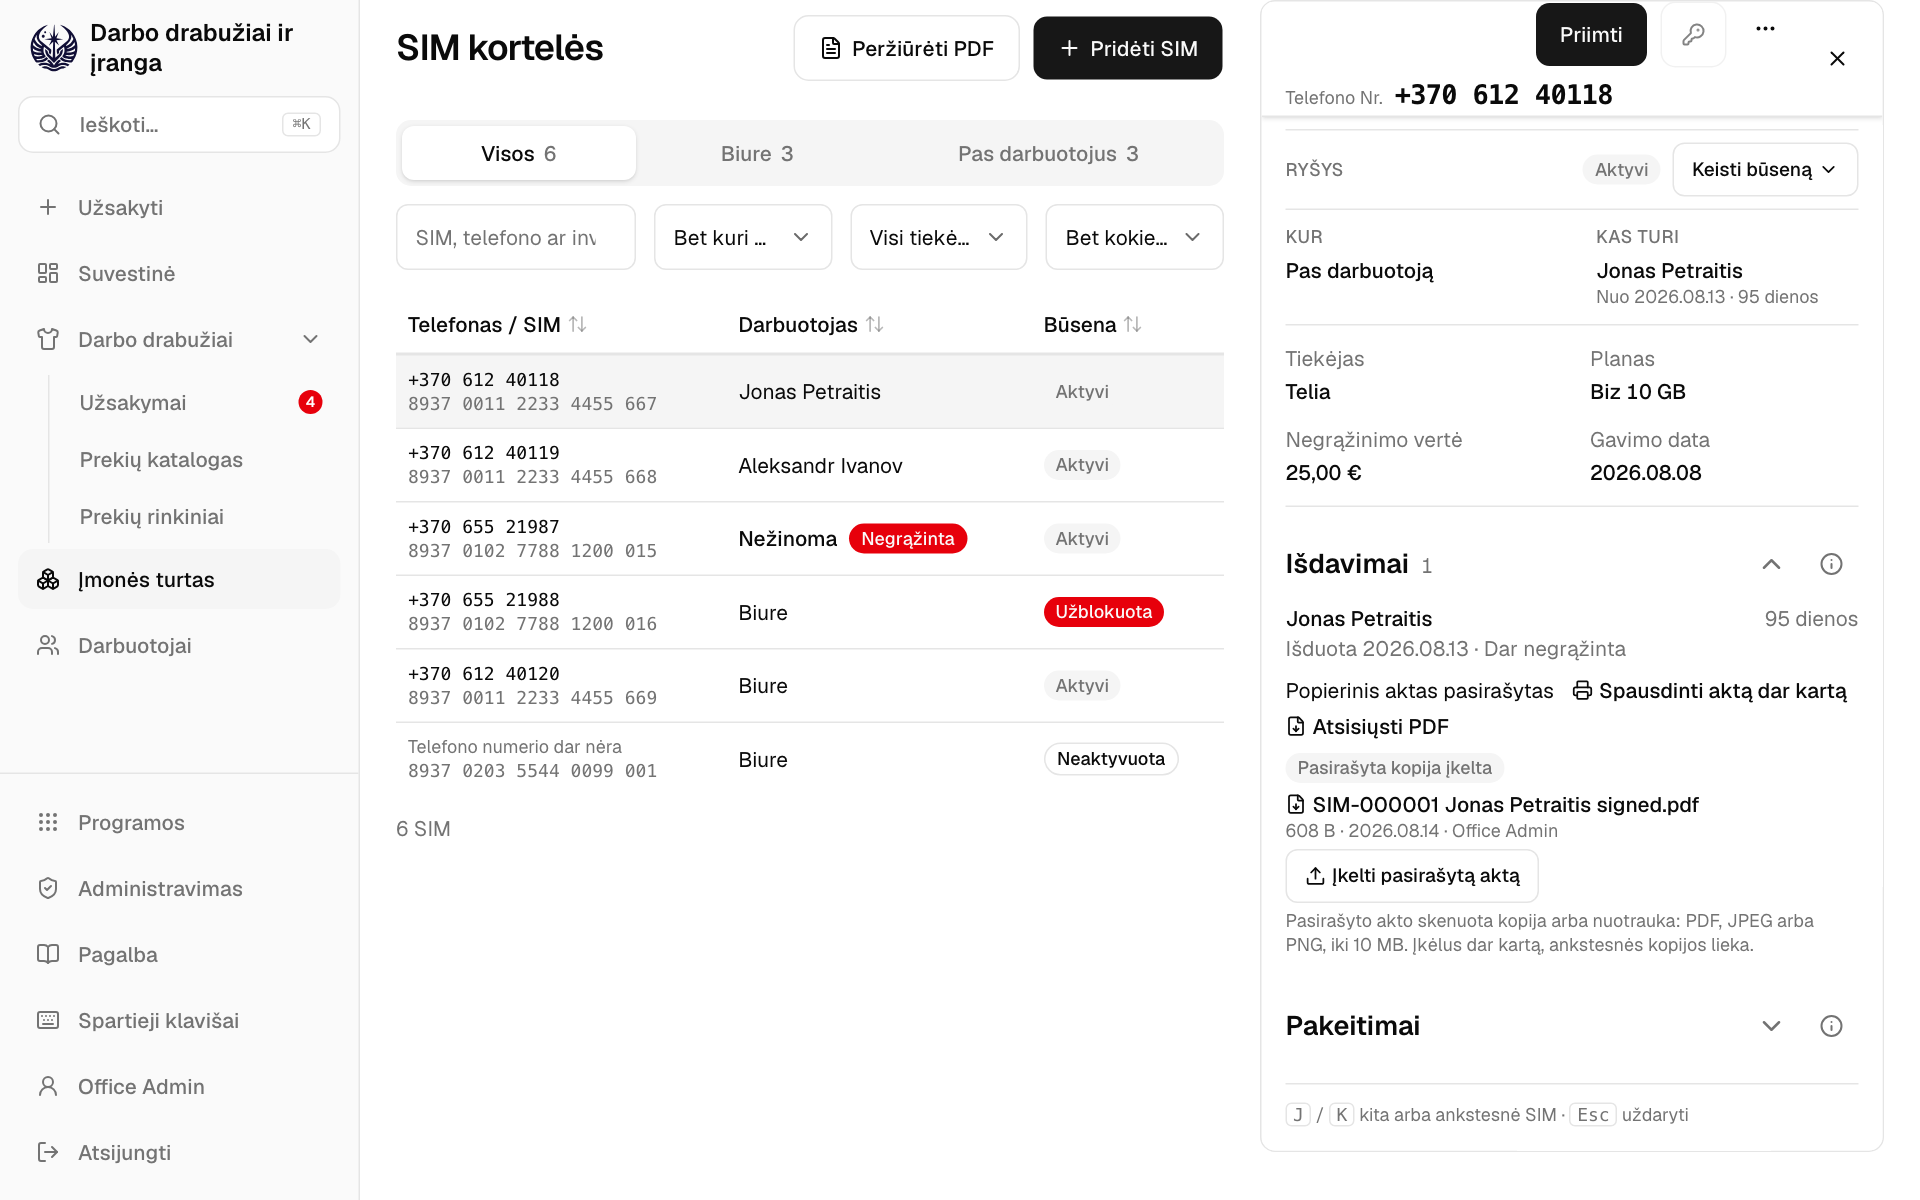 Darbo drabužiai ir
įranga
Ieškoti...
⌘K
Užsakyti
Suvestinė
Darbo drabužiai
Užsakymai 4
Prekių katalogas
Prekių rinkiniai
Įmonės turtas
Darbuotojai
Programos
Administravimas
Pagalba
Spartieji klavišai
Office Admin
Atsijungti
SIM kortelės
Peržiūrėti PDF
Pridėti SIM
Visos 6
Biure 3
Pas darbuotojus 3
SIM, telefono ar inv
Bet kuri ...
Visi tiekė...
Bet kokie...
Telefonas / SIM
Darbuotojas
Būsena
+370 612 40118
8937 0011 2233 4455 667
Jonas Petraitis
Aktyvi
+370 612 40119
8937 0011 2233 4455 668
Aleksandr Ivanov
Aktyvi
+370 655 21987
8937 0102 7788 1200 015
Nežinoma Negrąžinta
Aktyvi
+370 655 21988
8937 0102 7788 1200 016
Biure
Užblokuota
+370 612 40120
8937 0011 2233 4455 669
Biure
Aktyvi
Telefono numerio dar nėra
8937 0203 5544 0099 001
Biure
Neaktyvuota
6 SIM
Priimti
Telefono Nr. +370 612 40118
RYŠYS
Aktyvi
Keisti būseną
KUR
Pas darbuotoją
KAS TURI
Jonas Petraitis
Nuo 2026.08.13 · 95 dienos
Tiekėjas
Telia
Planas
Biz 10 GB
Negrąžinimo vertė
25,00 €
Gavimo data
2026.08.08
Išdavimai 1
Jonas Petraitis
95 dienos
Išduota 2026.08.13 · Dar negrąžinta
Popierinis aktas pasirašytas
Spausdinti aktą dar kartą
Atsisiųsti PDF
Pasirašyta kopija įkelta
SIM-000001 Jonas Petraitis signed.pdf
608 B · 2026.08.14 · Office Admin
Įkelti pasirašytą aktą
Pasirašyto akto skenuota kopija arba nuotrauka: PDF, JPEG arba
PNG, iki 10 MB. Įkėlus dar kartą, ankstesnės kopijos lieka.
Pakeitimai
J / K kita arba ankstesnė SIM · Esc uždaryti